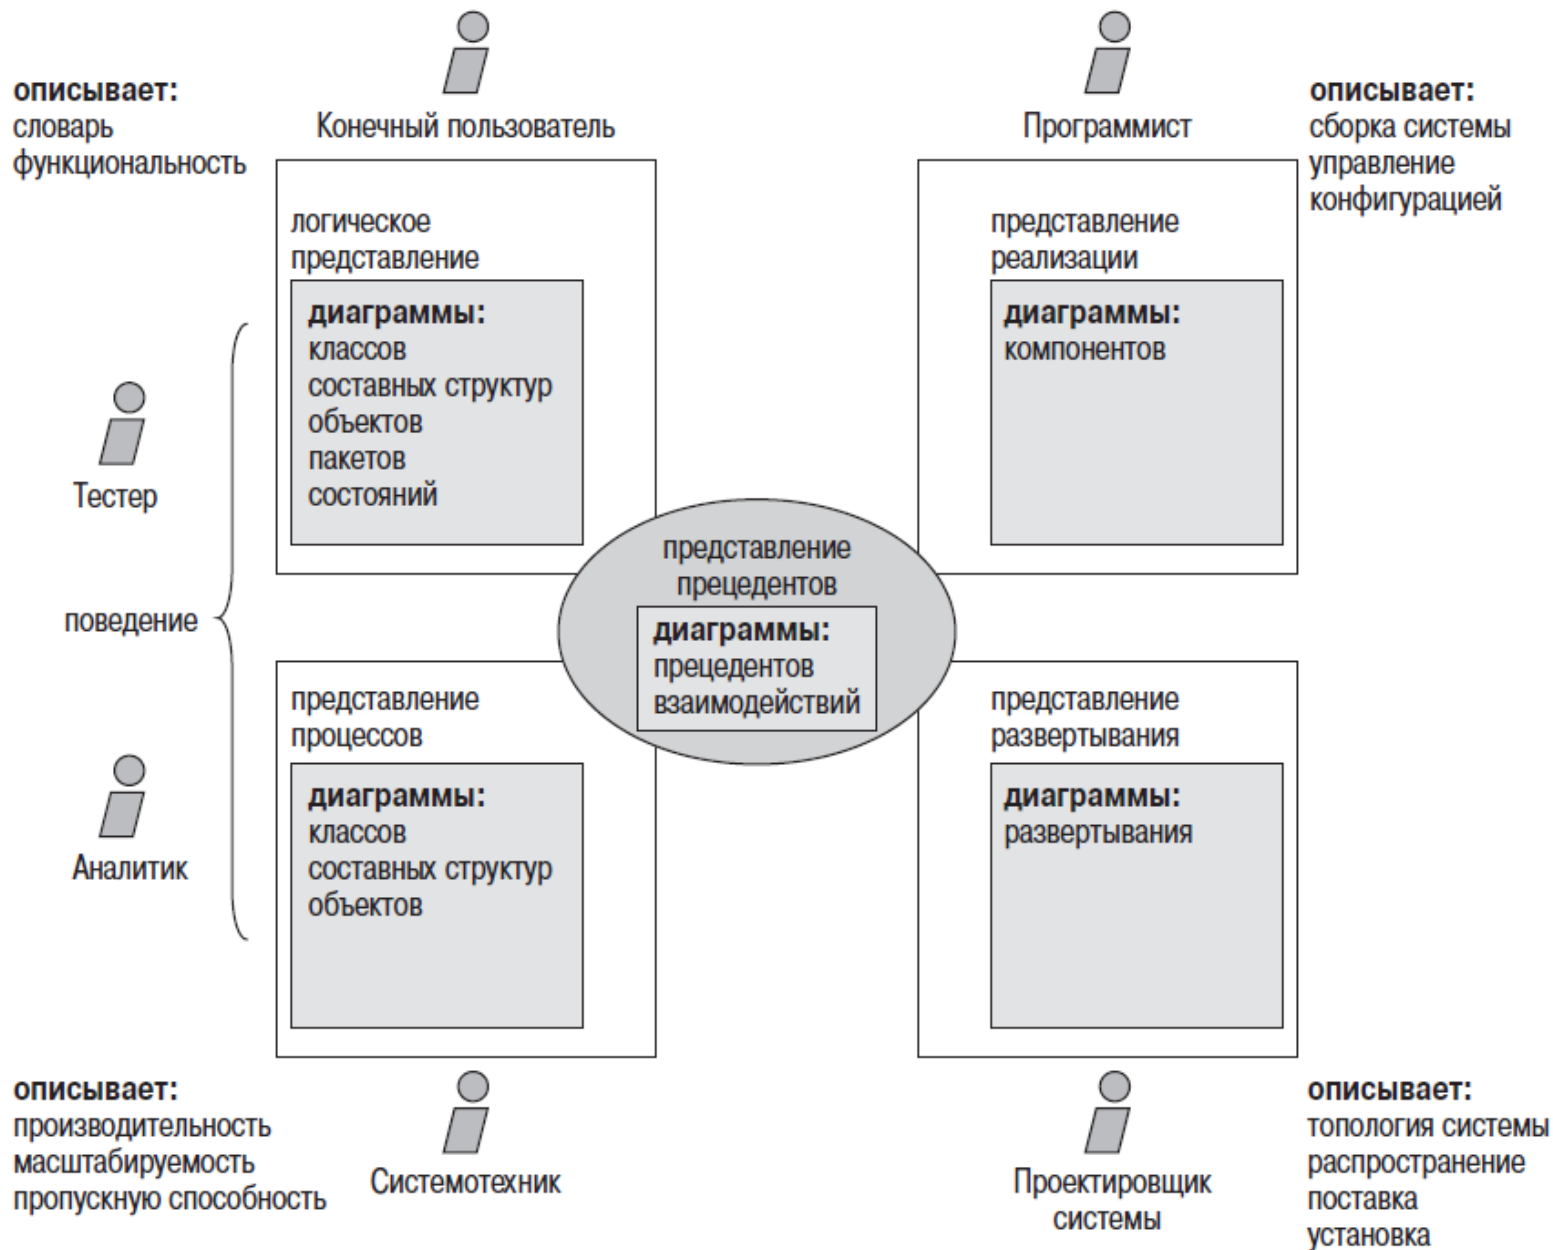 описывает:
словарь
функциональность
Конечный пользователь
Программист
описывает:
сборка системы
управление
конфигурацией
логическое
представление
диаграммы:
классов
составных структур
объектов
пакетов
состояний
представление
реализации
диаграммы:
компонентов
Тестер
поведение
Аналитик
представление
прецедентов
диаграммы:
прецедентов
взаимодействий
представление
процессов
диаграммы:
классов
составных структур
объектов
представление
развертывания
диаграммы:
развертывания
описывает:
производительность
масштабируемость
пропускную способность
Системотехник
Проектировщик
системы
описывает:
топология системы
распространение
поставка
установка